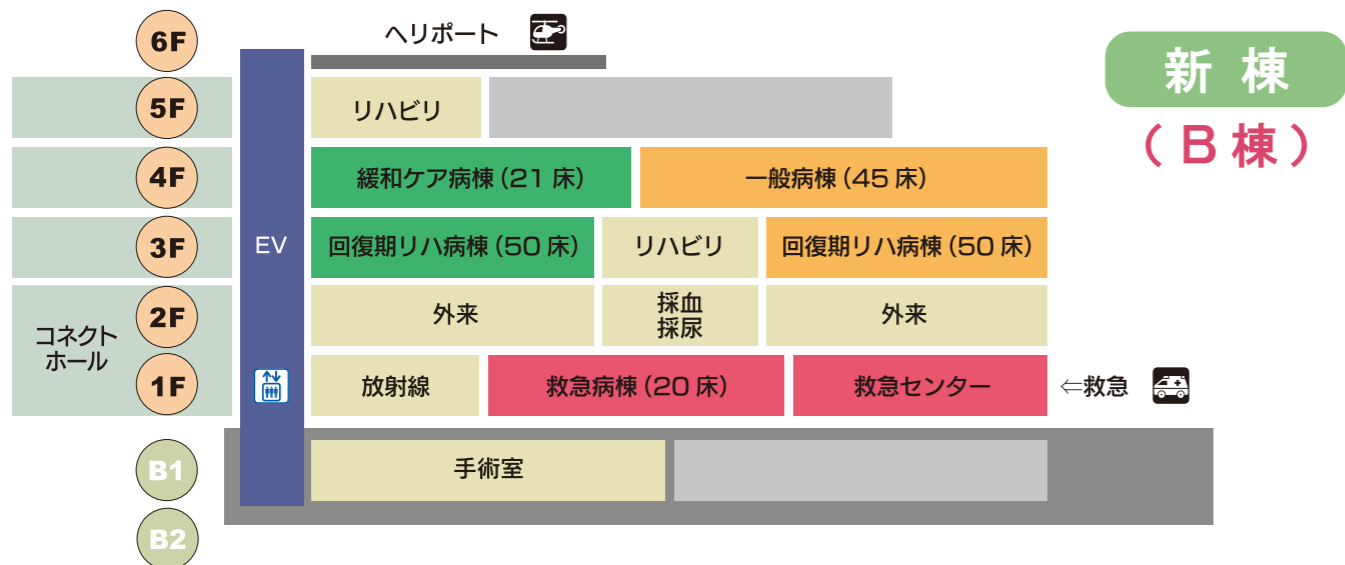 6F
ヘリポート
新棟
(B棟)
5F
リハビリ
4F
緩和ケア病棟(21床)
一般病棟(45床)
3F
EV
回復期リハ病棟(50床)
リハビリ
回復期リハ病棟(50床)
コネクト
ホール
2F
外来
採血
採尿
外来
1F
放射線
救急病棟(20床)
救急センター
⇐救急
B1
手術室
B2